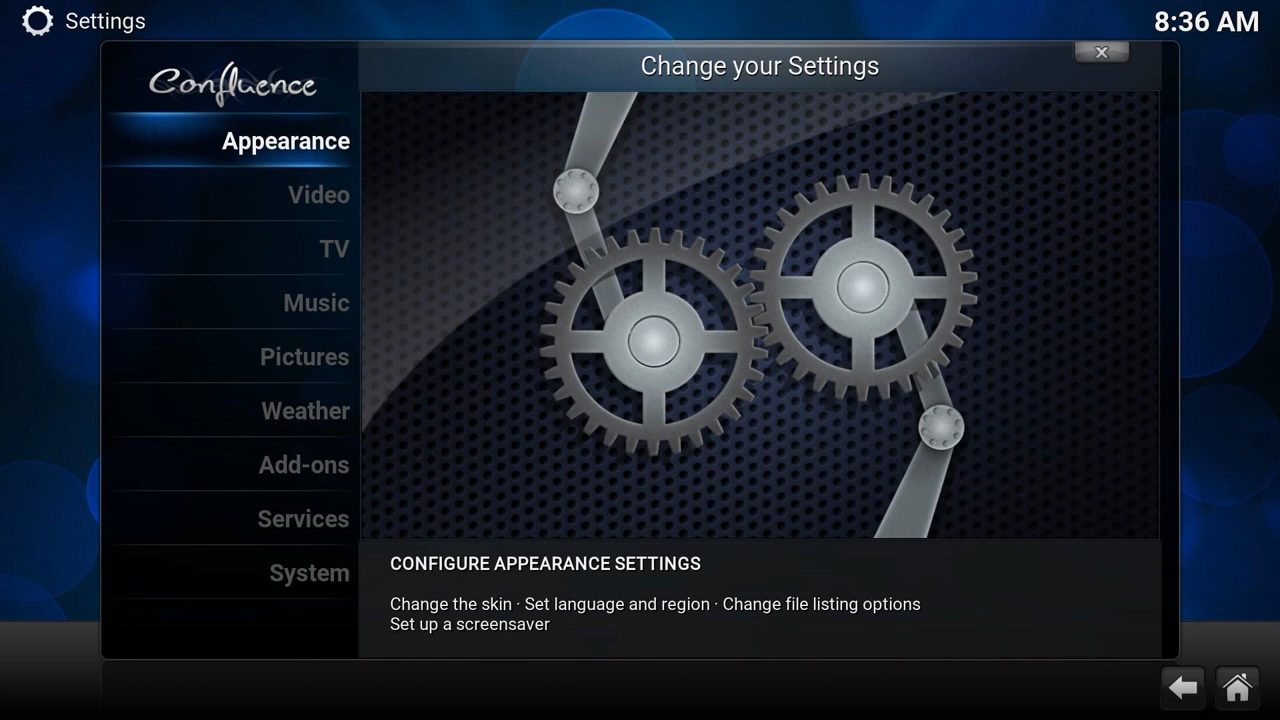 Settings
8:36 AM
Confluence
Change your Settings
Appearance
Video
TV
Music
Pictures
Weather
Add-ons
Services
System
CONFIGURE APPEARANCE SETTINGS
Change the skin · Set language and region · Change file listing options
Set up a screensaver